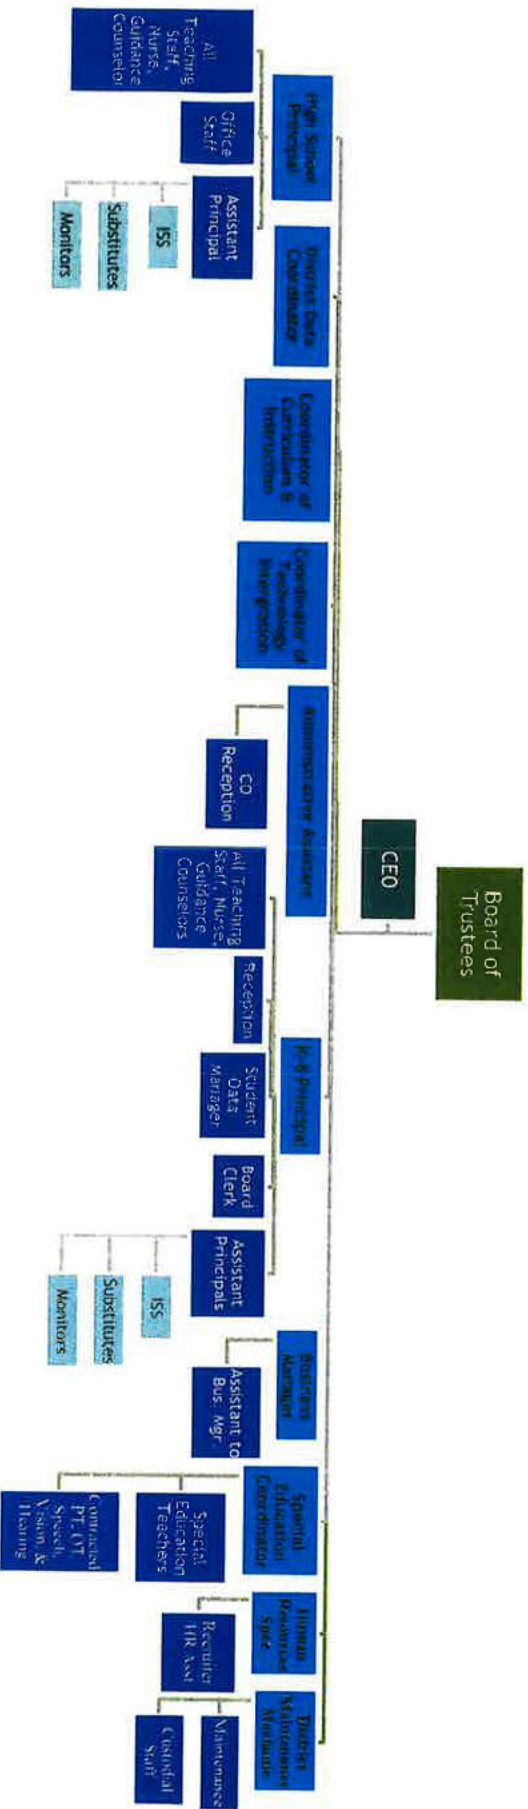 Board of
Trustees
CEO
High School
Principal
District Data
Coordinator
Coordinator of
Curriculum &
Instruction
Coordinator of
Technology
Intergration
Administrative Assistant
K-8 Principal
Business
Manager
Special
Education
Coordinator
Human
Resources
Spec
District
Maintenance
Mechanic
All
Teaching
Staff,
Nurse,
Guidance
Counselor
Office
Staff
Assistant
Principal
ISS
Substitutes
Monitors
CO
Reception
All Teaching
Staff, Nurse,
Guidance
Counselors
Reception
Student
Data
Manager
Board
Clerk
Assistant
Principals
ISS
Substitutes
Monitors
Assistant to
Bus. Mgr.
Special
Education
Teachers
Contracted
PT, OT,
Speech,
Vision, &
Hearing
Recruiter
HR Asst
Maintenance
Custodial
Staff